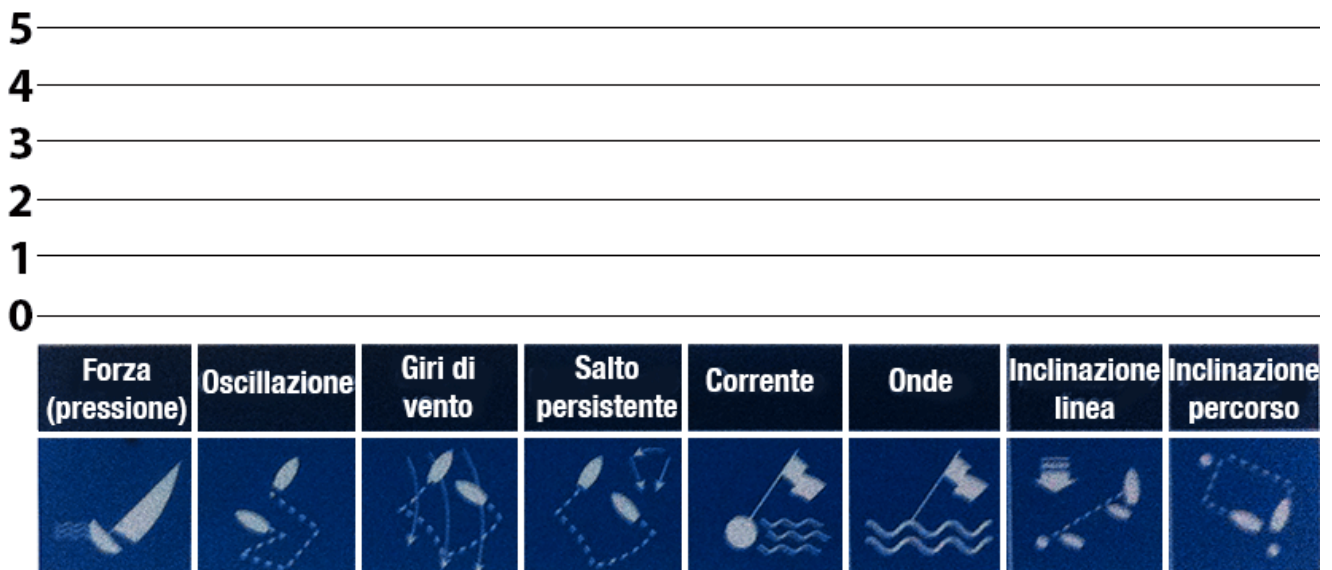 5
4
3
2
1
0
Forza
(pressione)
Oscillazione
Giri di
vento
Salto
persistente
Corrente
Onde
Inclinazione
linea
Inclinazione
percorso